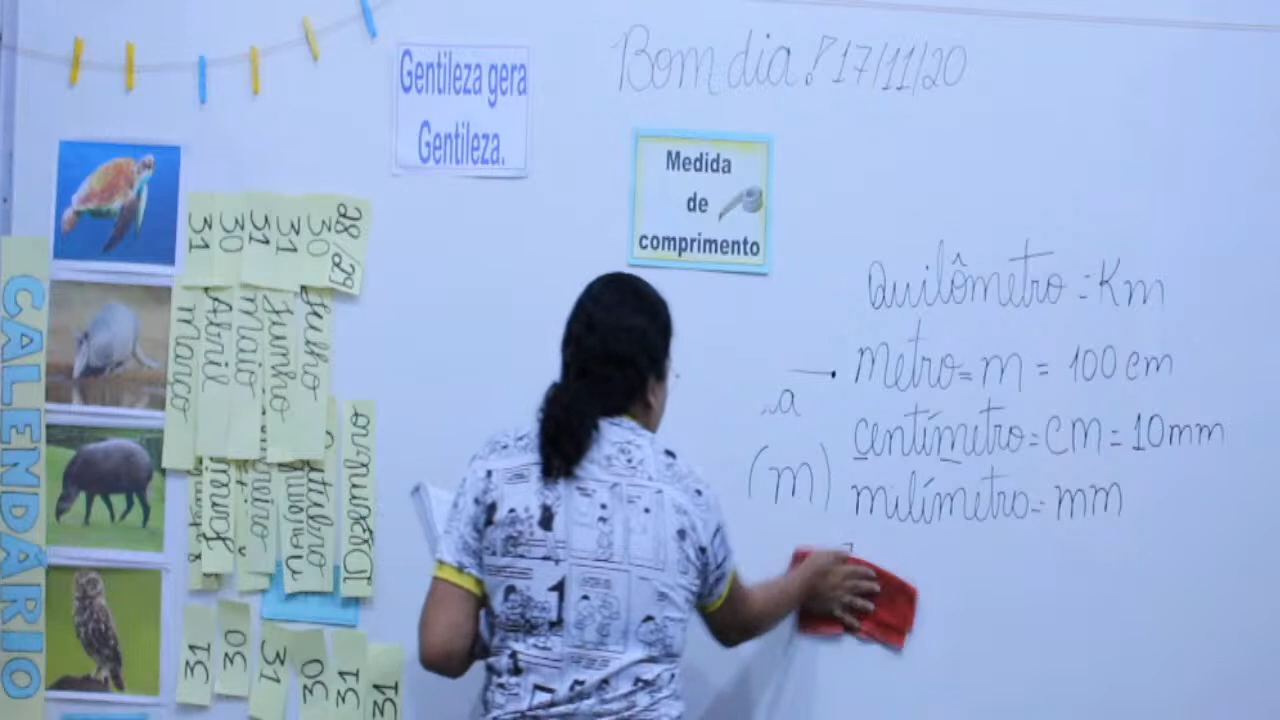 Bom dia! 17/11/20
Gentileza gera
Gentileza.
Medida
de
comprimento
Quilômetro = Km
metro = m = 100 cm
centímetro = cm = 10 mm
(m)
milímetro = mm
CALENDÁRIO
31
30
31
31
30
28/29
Março
Abril
Maio
Junho
Julho
Dezembro
31
30
31
30
31
31